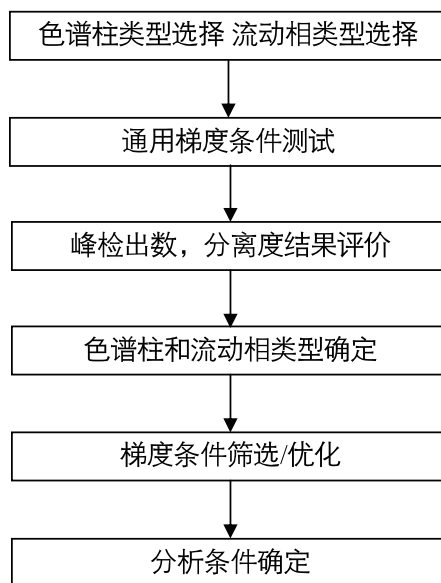 色谱柱类型选择 流动相类型选择
通用梯度条件测试
峰检出数，分离度结果评价
色谱柱和流动相类型确定
梯度条件筛选/优化
分析条件确定